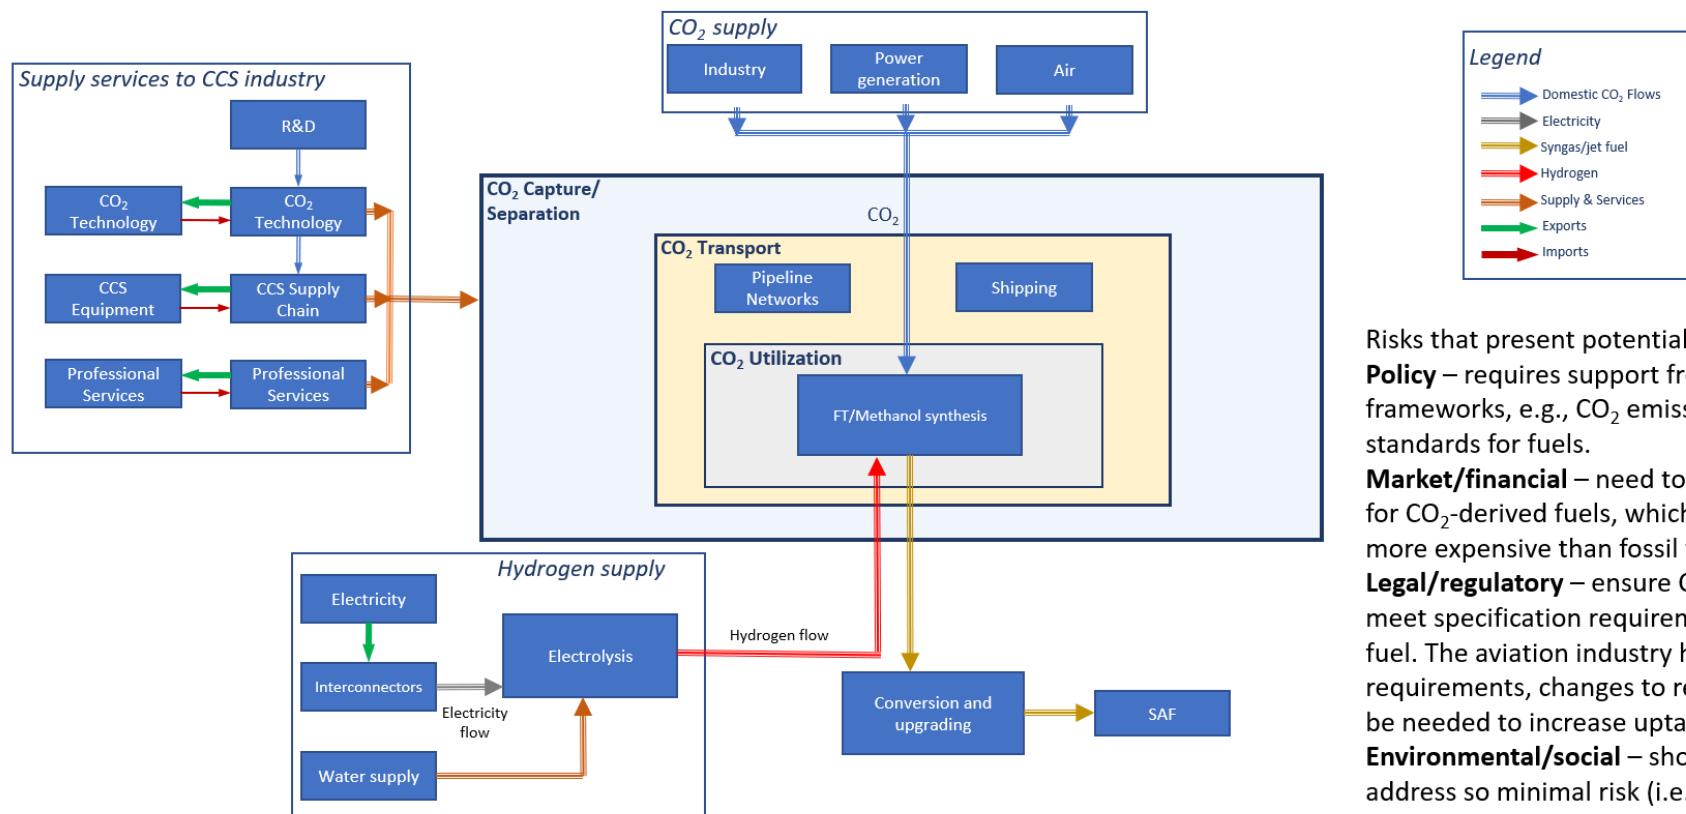 CO₂ supply
Industry
Power
generation
Air
Supply services to CCS industry
R&D
CO₂
Technology
CO₂
Technology
CCS
Equipment
CCS Supply
Chain
Professional
Services
Professional
Services
CO₂ Capture/
Separation
CO₂
CO₂ Transport
Pipeline
Networks
Shipping
CO₂ Utilization
FT/Methanol synthesis
Hydrogen supply
Electricity
Interconnectors
Electrolysis
Electricity
flow
Water supply
Hydrogen flow
Conversion and
upgrading
SAF
Legend
Domestic CO₂ Flows
Electricity
Syngas/jet fuel
Hydrogen
Supply & Services
Exports
Imports
Risks that present potential
Policy – requires support
frameworks, e.g., CO₂
standards for fuels.
Market/financial – need to
for CO₂-derived fuels, which
more expensive than fossil
Legal/regulatory – ensure
meet specification
fuel. The aviation industry
requirements, changes to
be needed to increase
Environmental/social –
address so minimal risk (i.e.